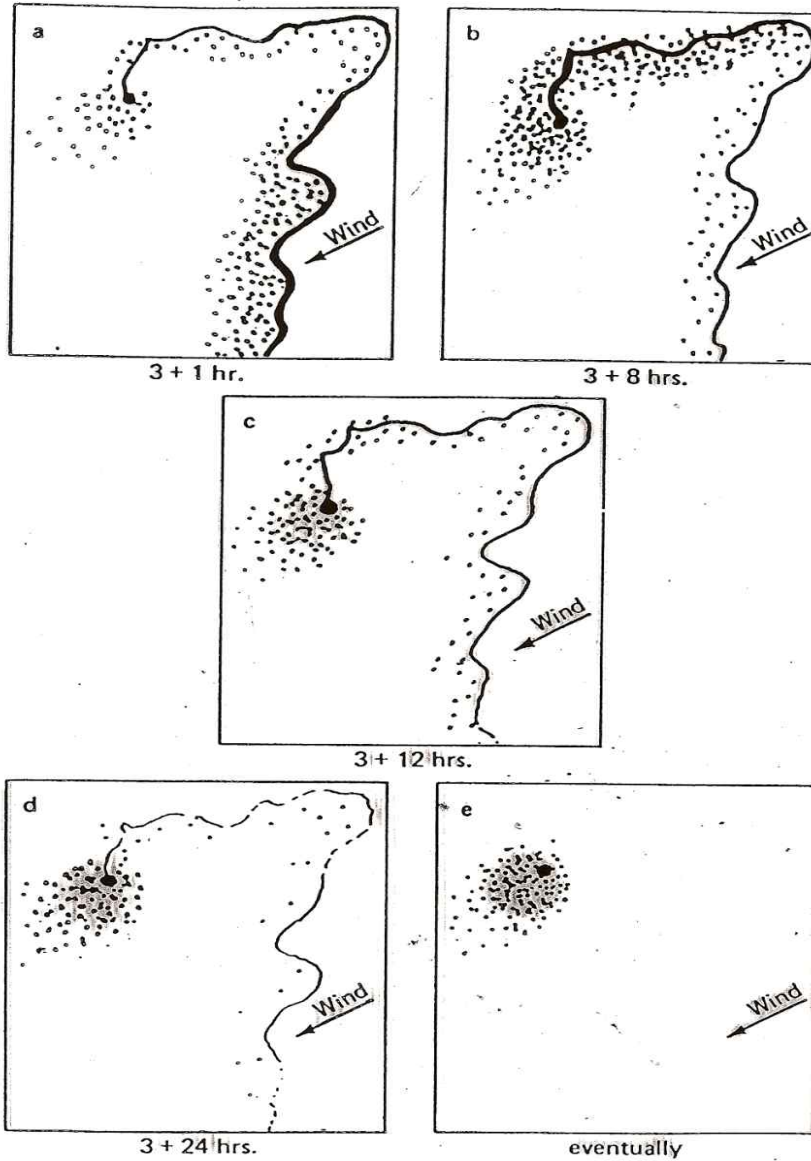 a
Wind
3 + 1 hr.
b
Wind
3 + 8 hrs.
c
Wind
3 + 12 hrs.
d
Wind
3 + 24 hrs.
e
Wind
eventually